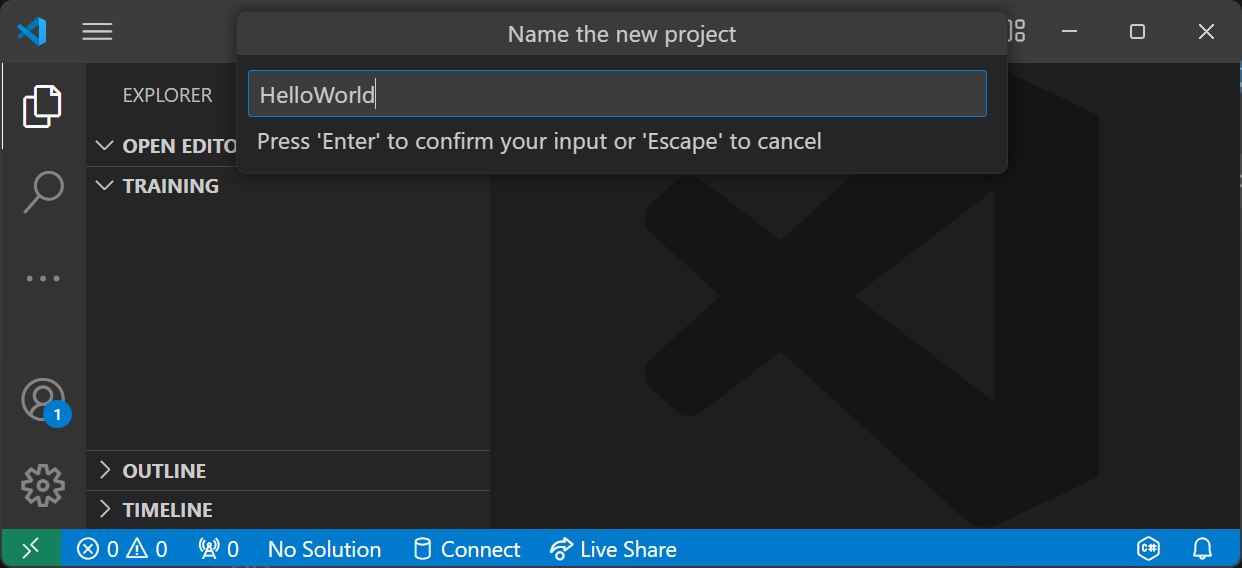 Name the new project
HelloWorld
Press 'Enter' to confirm your input or 'Escape' to cancel
EXPLORER
OPEN EDITO
TRAINING
1
OUTLINE
TIMELINE
0 0 0 No Solution Connect Live Share C#